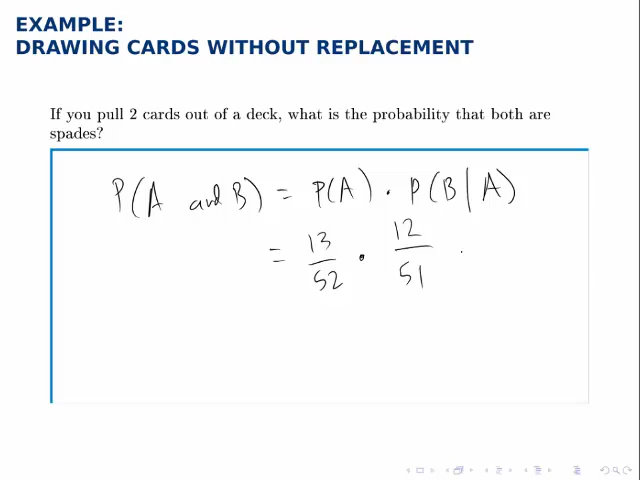 EXAMPLE:
DRAWING CARDS WITHOUT REPLACEMENT
If you pull 2 cards out of a deck, what is the probability that both are
spades?
P(A and B) = P(A) · P(B|A)
= 13/52 · 12/51